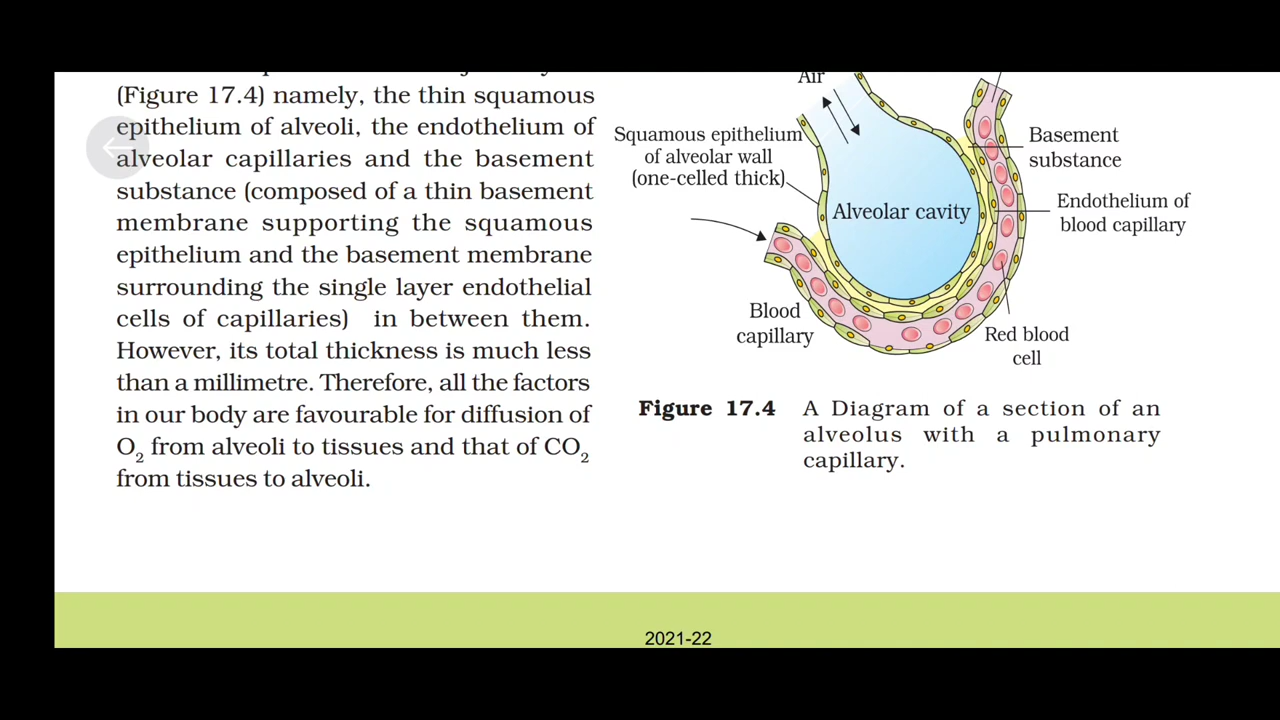 (Figure 17.4) namely, the thin squamous
epithelium of alveoli, the endothelium of
alveolar capillaries and the basement
substance (composed of a thin basement
membrane supporting the squamous
epithelium and the basement membrane
surrounding the single layer endothelial
cells of capillaries) in between them.
However, its total thickness is much less
than a millimetre. Therefore, all the factors
in our body are favourable for diffusion of
O₂ from alveoli to tissues and that of CO₂
from tissues to alveoli.
Air
Squamous epithelium
of alveolar wall
(one-celled thick)
Alveolar cavity
Basement
substance
Endothelium of
blood capillary
Blood
capillary
Red blood
cell
Figure 17.4 A Diagram of a section of an
alveolus with a pulmonary
capillary.
2021-22